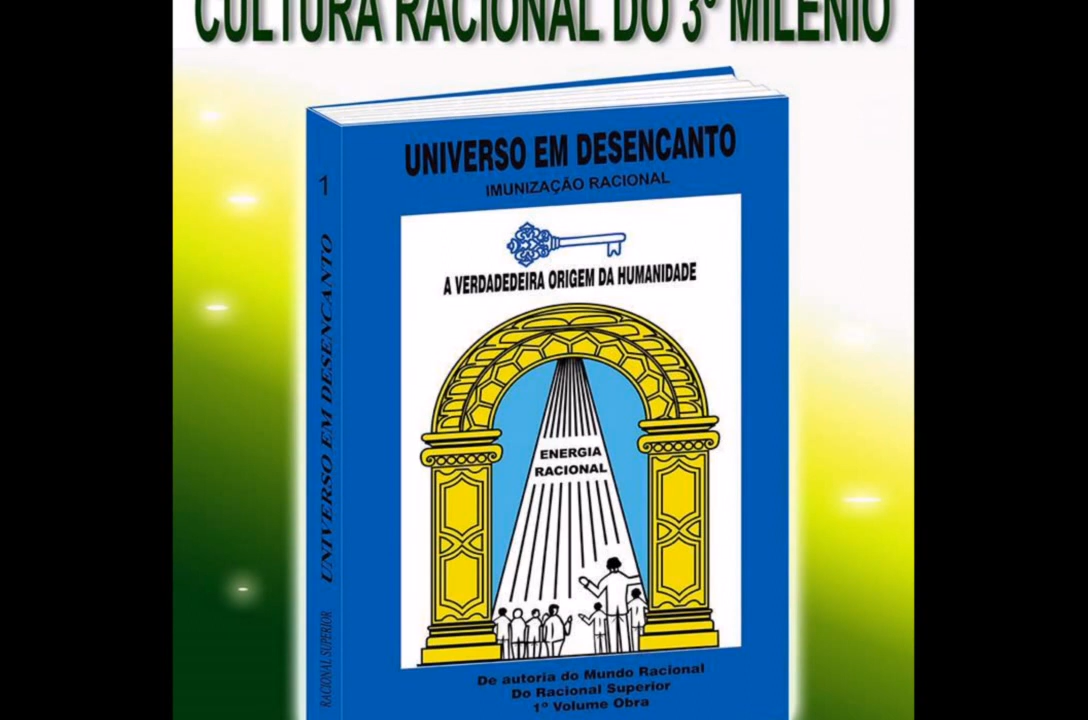 CULTURA RACIONAL DO 3º MILÊNIO
UNIVERSO EM DESENCANTO
IMUNIZAÇÃO RACIONAL
1
UNIVERSO EM DESENCANTO
RACIONAL SUPERIOR
A VERDADEDEIRA ORIGEM DA HUMANIDADE
ENERGIA
RACIONAL
De autoria do Mundo Racional
Do Racional Superior
1º Volume Obra